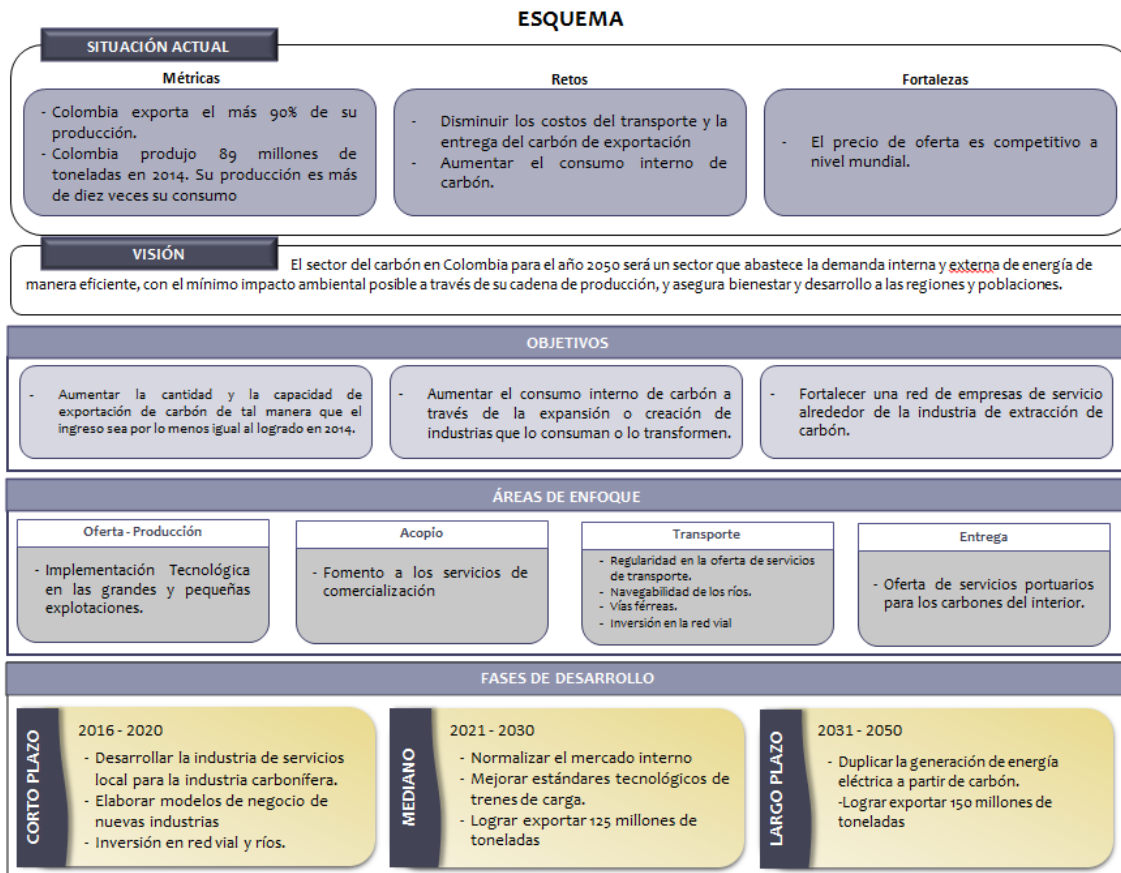 ESQUEMA
SITUACIÓN ACTUAL
Métricas
- Colombia exporta el más 90% de su
producción.
- Colombia produjo 89 millones de
toneladas en 2014. Su producción es más
de diez veces su consumo
Retos
- Disminuir los costos del transporte y la
entrega del carbón de exportación
- Aumentar el consumo interno de
carbón.
Fortalezas
- El precio de oferta es competitivo a
nivel mundial.
VISIÓN
El sector del carbón en Colombia para el año 2050 será un sector que abastece la demanda interna y externa de energía de
manera eficiente, con el mínimo impacto ambiental posible a través de su cadena de producción, y asegura bienestar y desarrollo a las regiones y poblaciones.
OBJETIVOS
- Aumentar la cantidad y la capacidad de
exportación de carbón de tal manera que el
ingreso sea por lo menos igual al logrado en 2014.
- Aumentar el consumo interno de carbón a
través de la expansión o creación de
industrias que lo consuman o lo transformen.
- Fortalecer una red de empresas de servicio
alrededor de la industria de extracción de
carbón.
ÁREAS DE ENFOQUE
Oferta - Producción
- Implementación Tecnológica
en las grandes y pequeñas
explotaciones.
Acopio
- Fomento a los servicios de
comercialización
Transporte
- Regularidad en la oferta de servicios
de transporte.
- Navegabilidad de los ríos.
- Vías férreas.
- Inversión en la red vial
Entrega
- Oferta de servicios portuarios
para los carbones del interior.
FASES DE DESARROLLO
CORTO PLAZO
2016 - 2020
- Desarrollar la industria de servicios
local para la industria carbonífera.
- Elaborar modelos de negocio de
nuevas industrias
- Inversión en red vial y ríos.
MEDIANO
2021 - 2030
- Normalizar el mercado interno
- Mejorar estándares tecnológicos de
trenes de carga.
- Lograr exportar 125 millones de
toneladas
LARGO PLAZO
2031 - 2050
- Duplicar la generación de energía
eléctrica a partir de carbón.
-Lograr exportar 150 millones de
toneladas